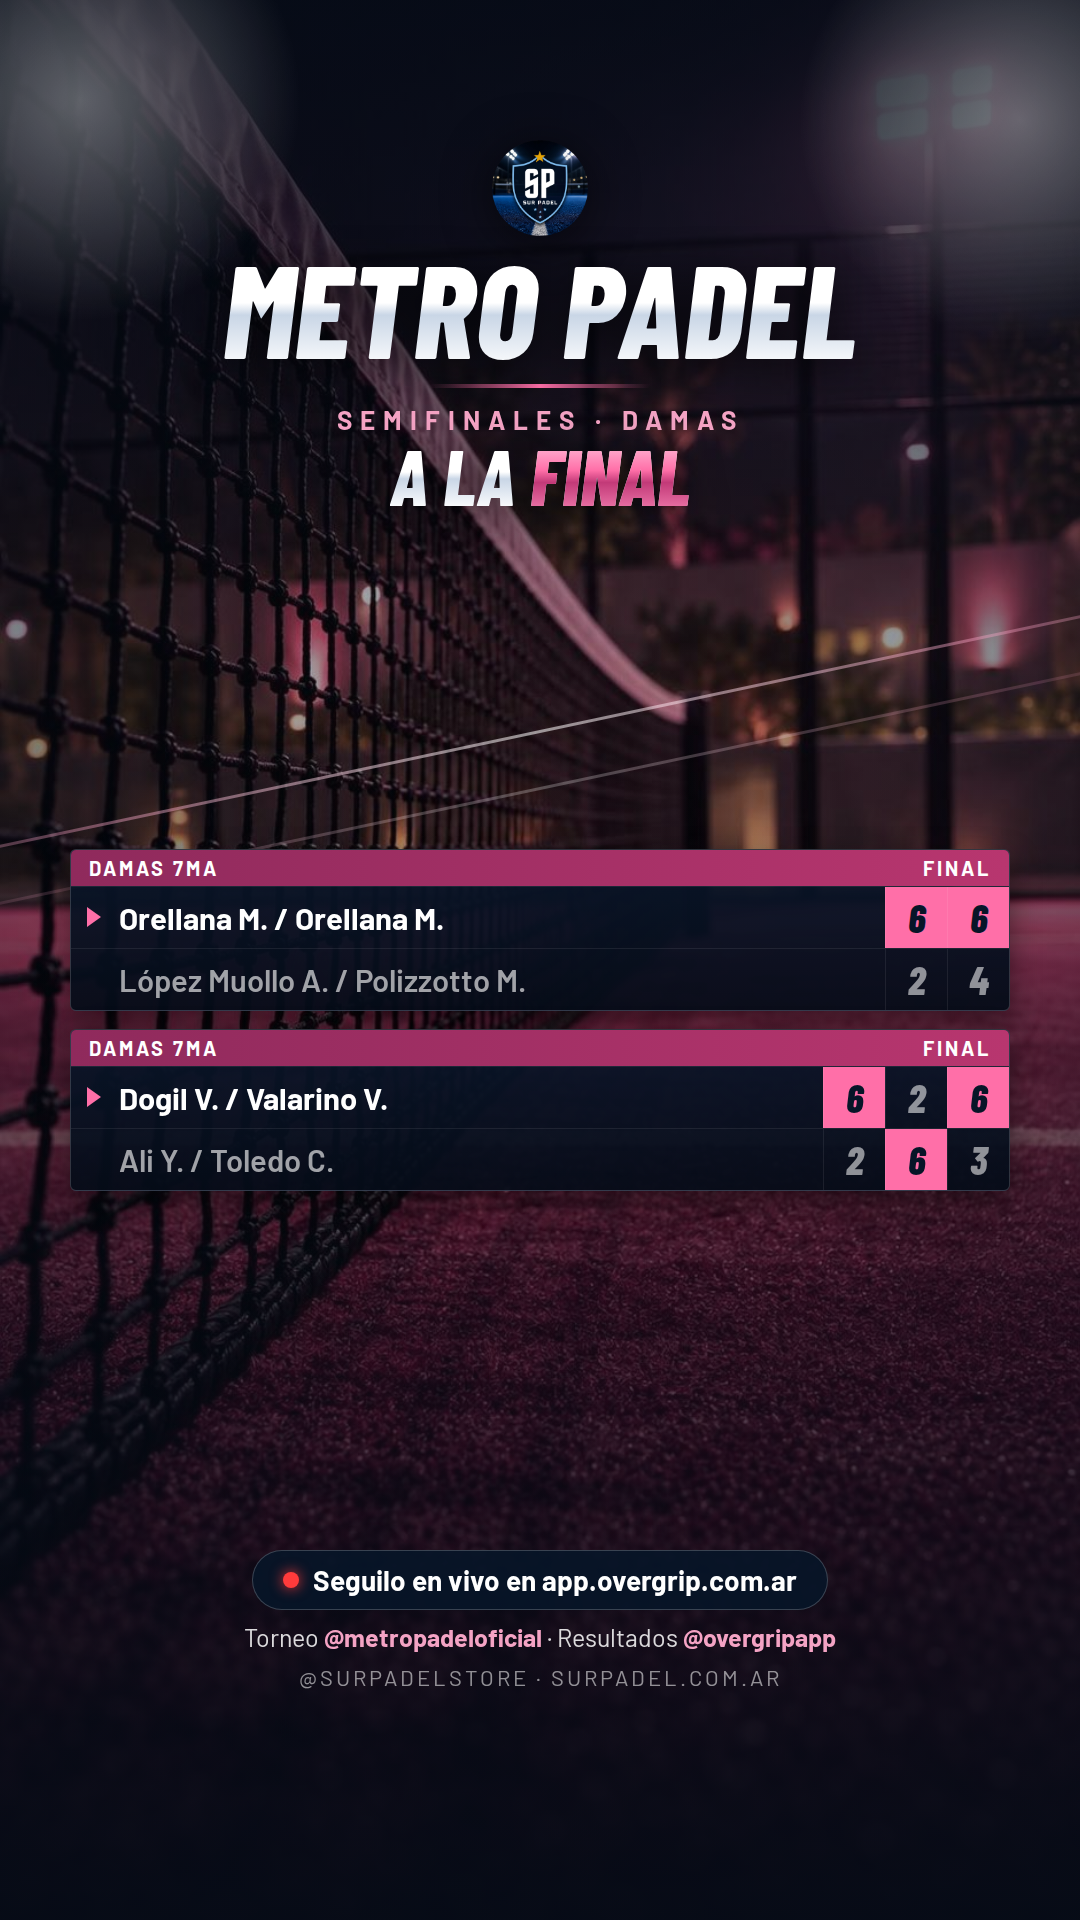 SP
SUR PADEL
METRO PADEL
SEMIFINALES · DAMAS
A LA FINAL
DAMAS 7MA FINAL
Orellana M. / Orellana M. 6 6
López Muollo A. / Polizzotto M. 2 4
DAMAS 7MA FINAL
Dogil V. / Valarino V. 6 2 6
Ali Y. / Toledo C. 2 6 3
Seguilo en vivo en app.overgrip.com.ar
Torneo @metropadeloficial · Resultados @overgripapp
@SURPADELSTORE · SURPADEL.COM.AR